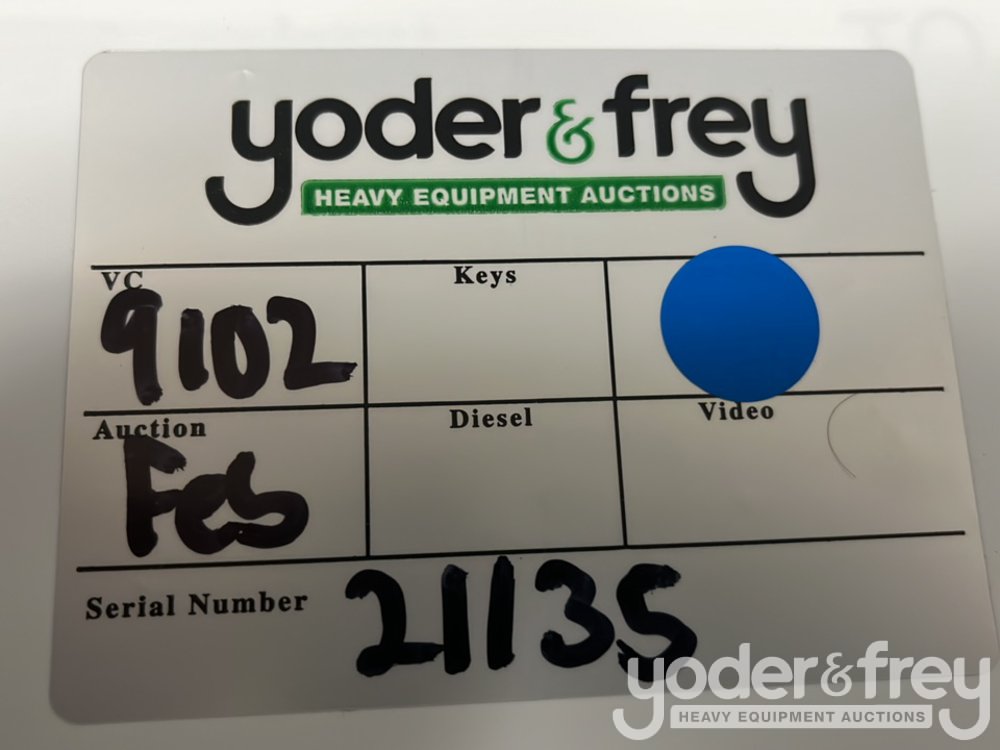 yoder & frey
HEAVY EQUIPMENT AUCTIONS
VC
Keys
9102
Auction
Diesel
Video
Feb
Serial Number
21135
yoder & frey
HEAVY EQUIPMENT AUCTIONS